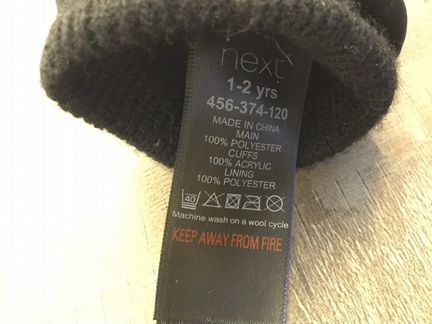 next
1-2 yrs
456-374-120
MADE IN CHINA
MAIN
100% POLYESTER
CUFFS
100% ACRYLIC
LINING
100% POLYESTER
40
Machine wash on a wool cycle
KEEP AWAY FROM FIRE